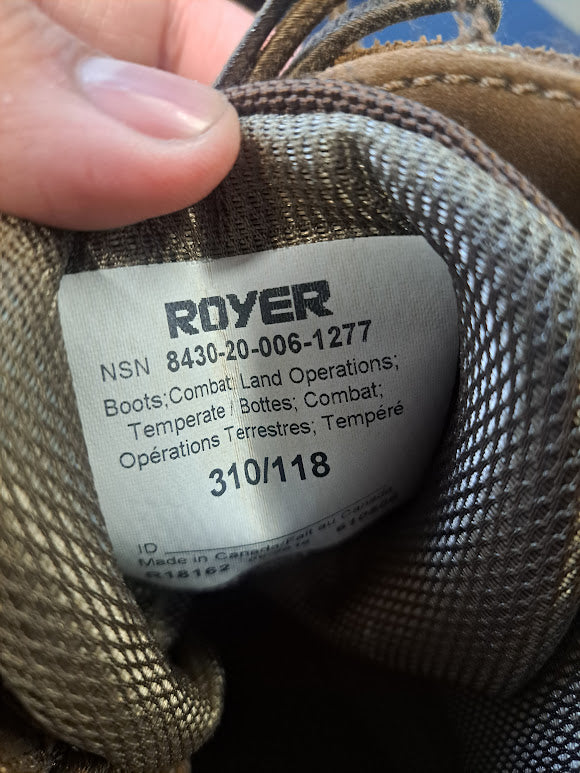 ROYER
NSN 8430-20-006-1277
Boots; Combat; Land Operations;
Temperate / Bottes; Combat;
Opérations Terrestres; Tempéré
310/118
ID
Made in Canada/Fait au Canada
R18162